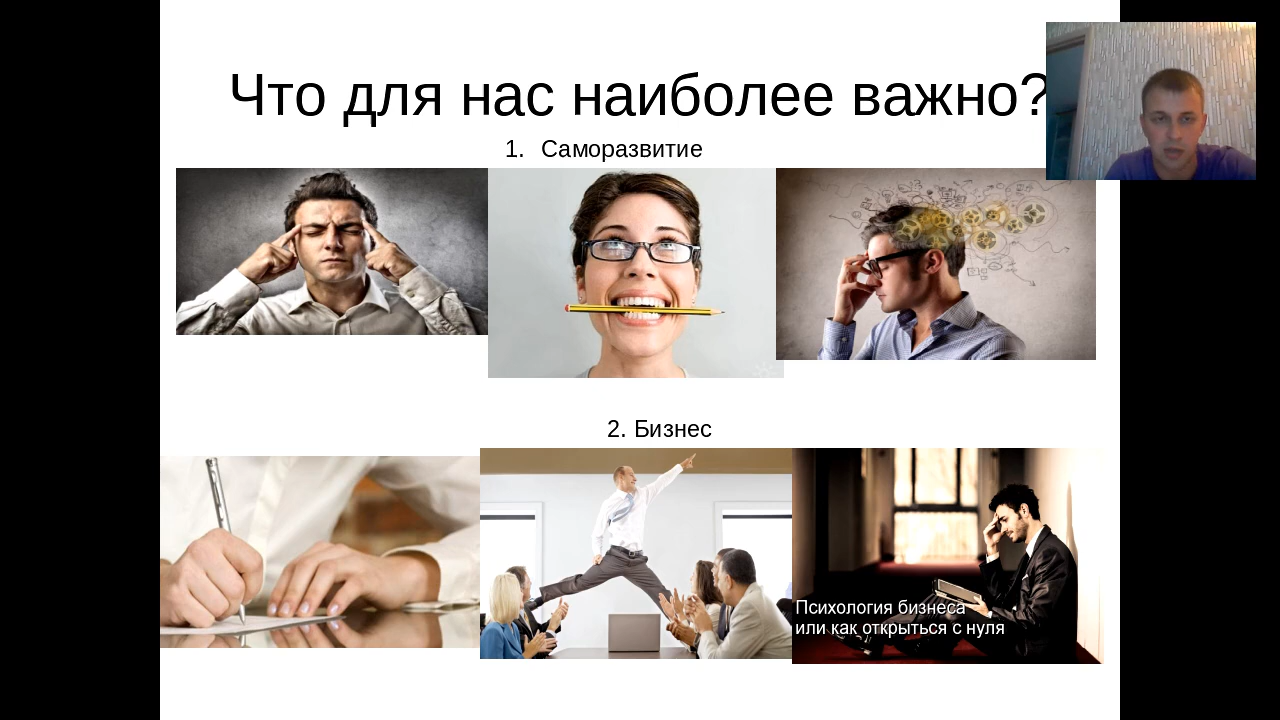 Что для нас наиболее важно?
1. Саморазвитие
2. Бизнес
Психология бизнеса
или как открыться с нуля